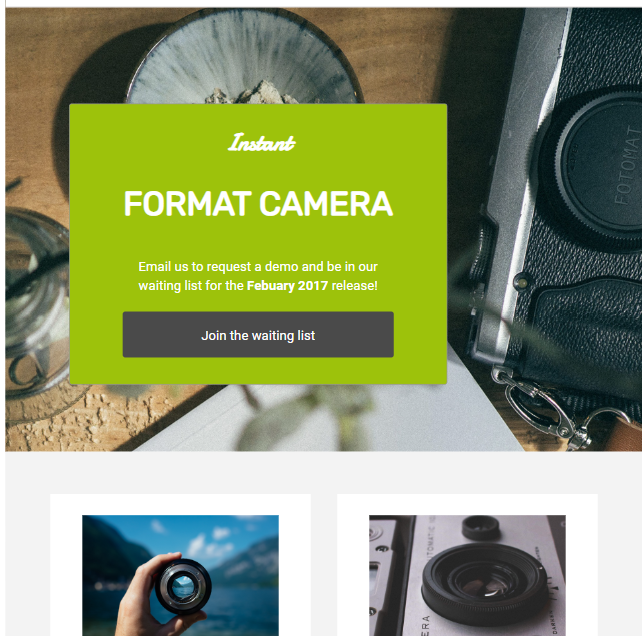 Instant
FORMAT CAMERA
Email us to request a demo and be in our
waiting list for the Febuary 2017 release!
Join the waiting list
FOTOMAT